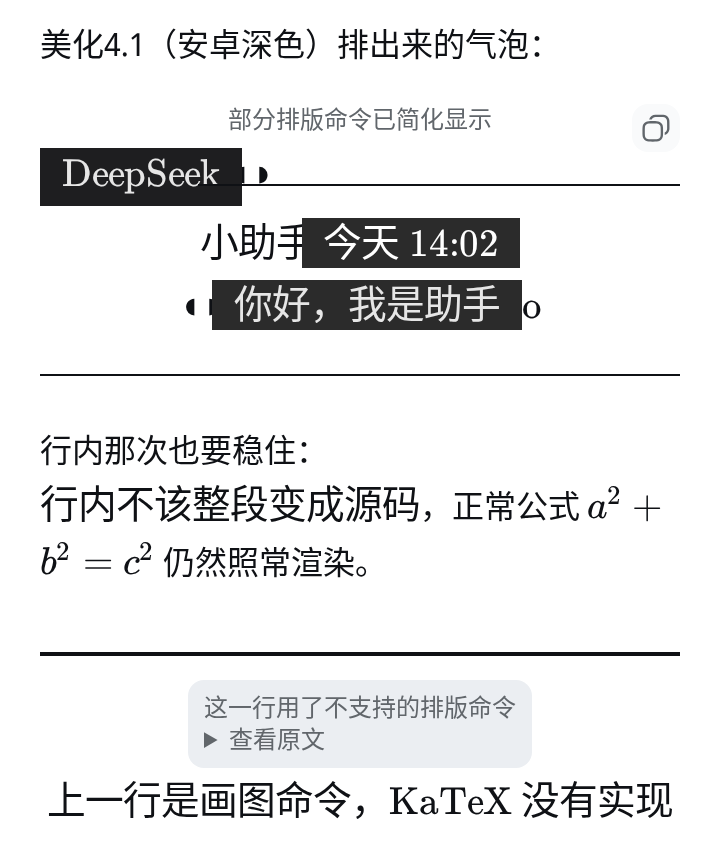 美化4.1（安卓深色）排出来的气泡：
部分排版命令已简化显示
DeepSeek
小助手 今天 14:02
你好，我是助手 o
行内那次也要稳住：
行内不该整段变成源码，正常公式 a² +
b² = c² 仍然照常渲染。
这一行用了不支持的排版命令
▶ 查看原文
上一行是画图命令，KaTeX 没有实现